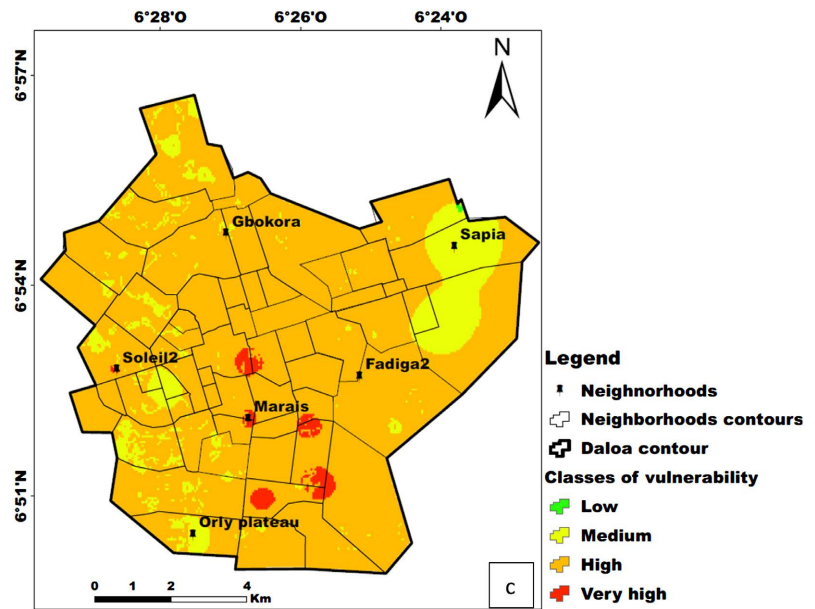 6°28'O 6°26'O 6°24'O
6°57'N
6°54'N
6°51'N
N
Gbokora
Sapia
Soleil2
Fadiga2
Marais
Orly plateau
0 1 2 4
Km
C
Legend
Neighnorhoods
Neighborhoods contours
Daloa contour
Classes of vulnerability
Low
Medium
High
Very high